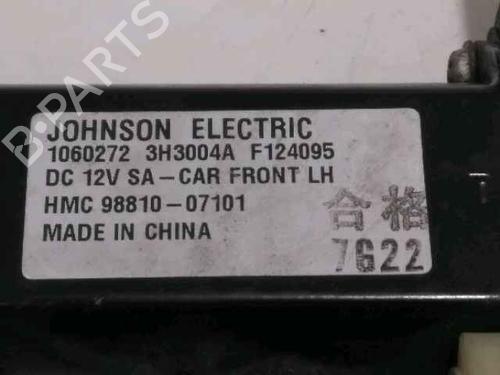 B-PARTS
JOHNSON ELECTRIC
1060272 3H3004A F124095
DC 12V SA-CAR FRONT LH
HMC 98810-07101
MADE IN CHINA
合格
7G22